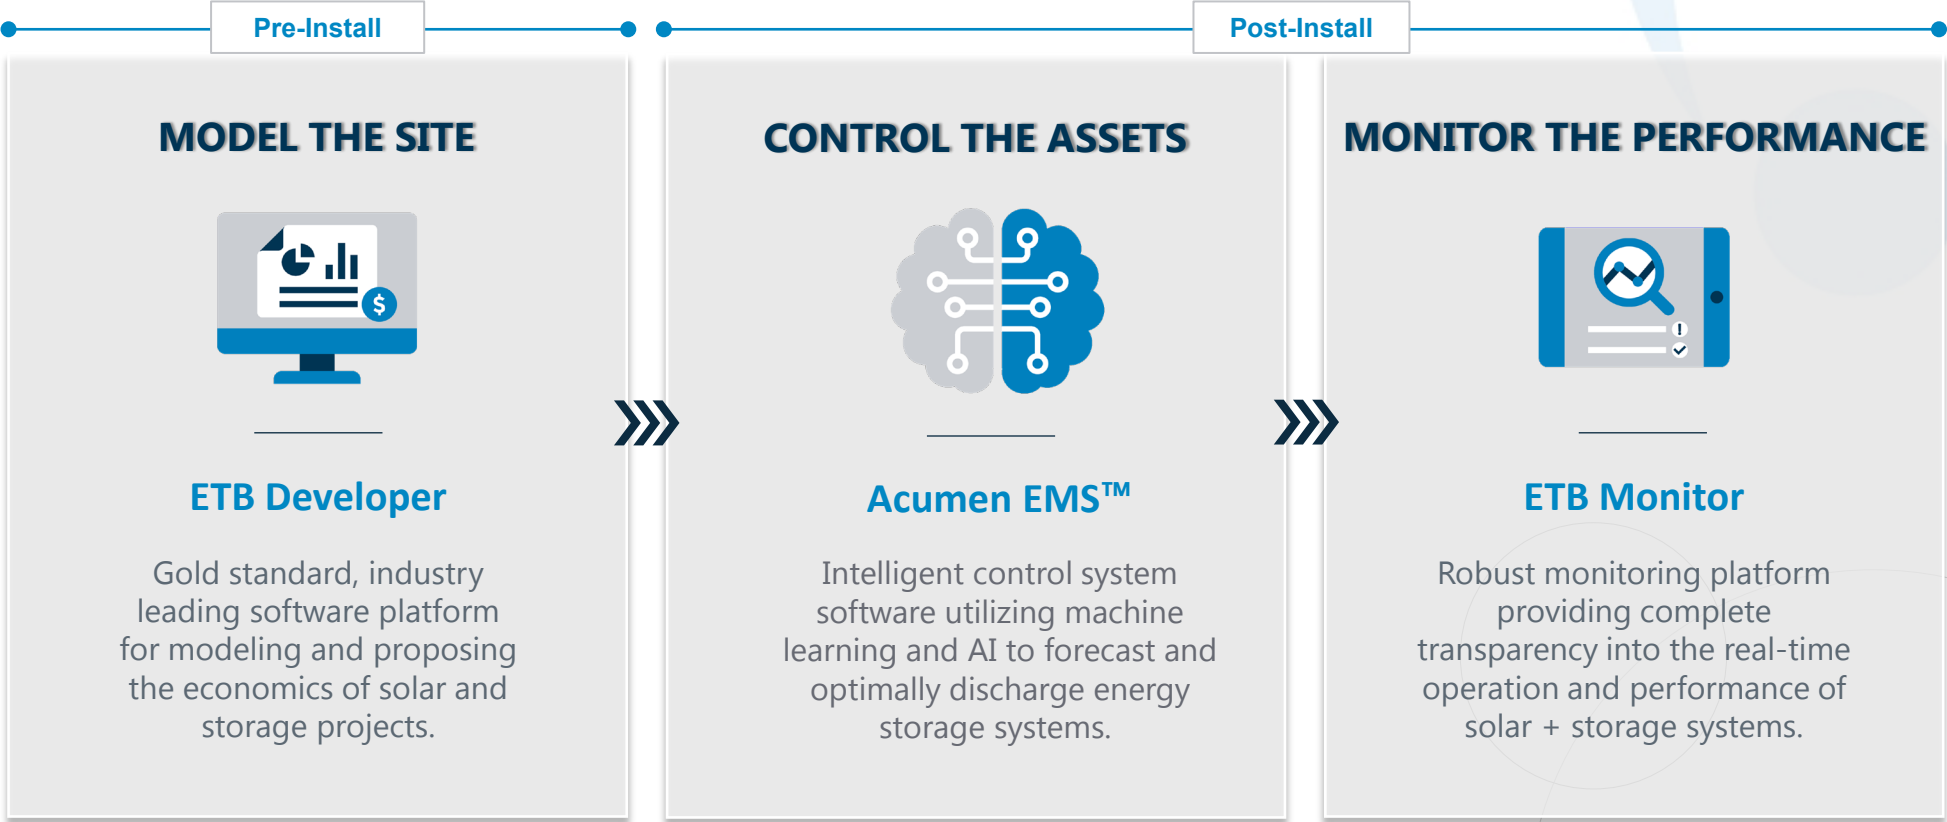 Pre-Install
Post-Install
MODEL THE SITE
$
ETB Developer
Gold standard, industry
leading software platform
for modeling and proposing
the economics of solar and
storage projects.
CONTROL THE ASSETS
Acumen EMS™
Intelligent control system
software utilizing machine
learning and AI to forecast and
optimally discharge energy
storage systems.
MONITOR THE PERFORMANCE
!
ETB Monitor
Robust monitoring platform
providing complete
transparency into the real-time
operation and performance of
solar + storage systems.